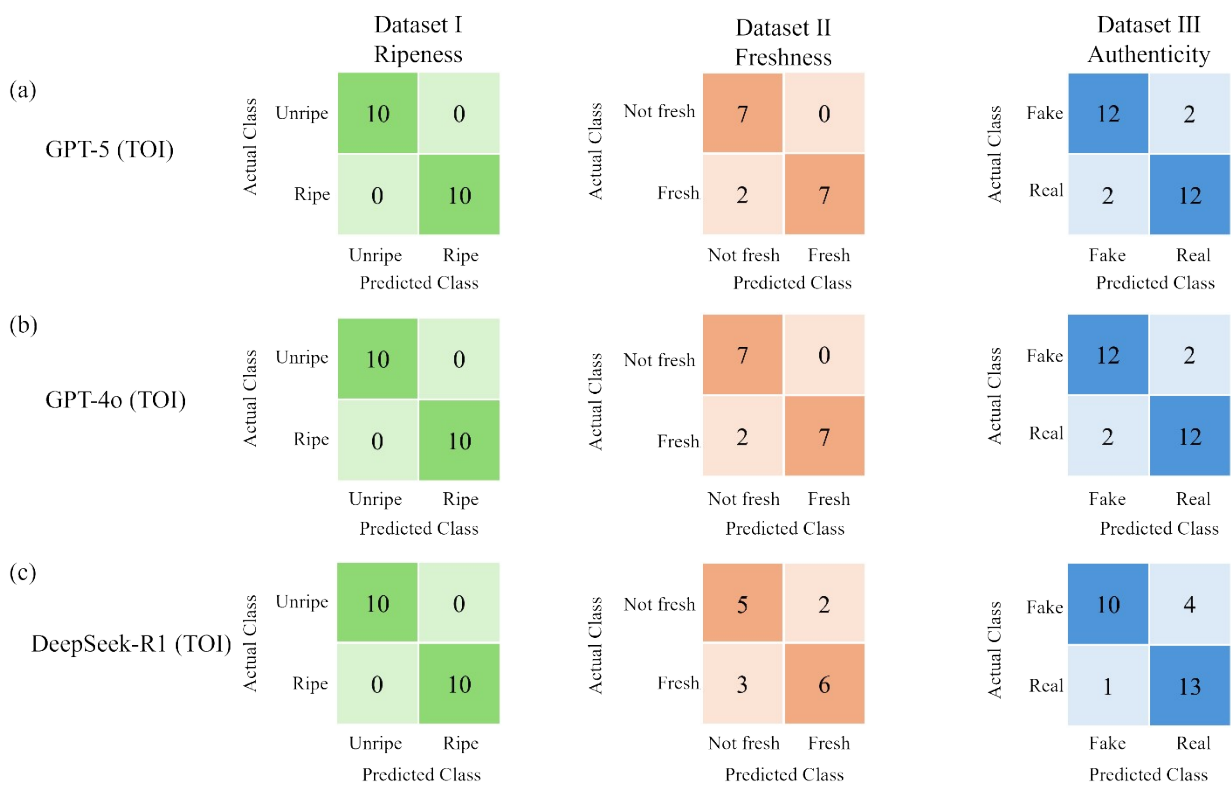 Dataset I
Ripeness
Dataset II
Freshness
Dataset III
Authenticity
(a)
GPT-5 (TOI)
Actual Class
Unripe
10 0
Ripe
0 10
Unripe Ripe
Predicted Class
Actual Class
Not fresh
7 0
Fresh
2 7
Not fresh Fresh
Predicted Class
Actual Class
Fake
12 2
Real
2 12
Fake Real
Predicted Class
(b)
GPT-4o (TOI)
Actual Class
Unripe
10 0
Ripe
0 10
Unripe Ripe
Predicted Class
Actual Class
Not fresh
7 0
Fresh
2 7
Not fresh Fresh
Predicted Class
Actual Class
Fake
12 2
Real
2 12
Fake Real
Predicted Class
(c)
DeepSeek-R1 (TOI)
Actual Class
Unripe
10 0
Ripe
0 10
Unripe Ripe
Predicted Class
Actual Class
Not fresh
5 2
Fresh
3 6
Not fresh Fresh
Predicted Class
Actual Class
Fake
10 4
Real
1 13
Fake Real
Predicted Class